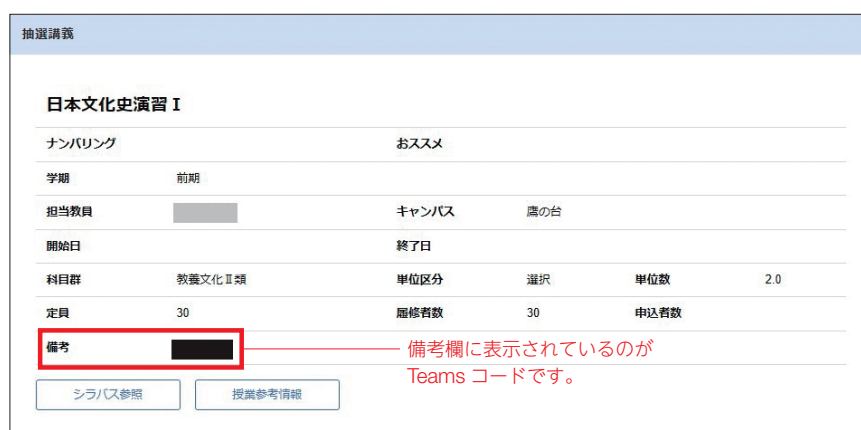 抽選講義
日本文化史演習 I
ナンバリング おススメ
学期 前期
担当教員 キャンパス 鷹の台
開始日 終了日
科目群 教養文化Ⅱ類 単位区分 選択 単位数 2.0
定員 30 履修者数 30 申込者数
備考
備考欄に表示されているのが
Teams コードです。
シラバス参照 授業参考情報